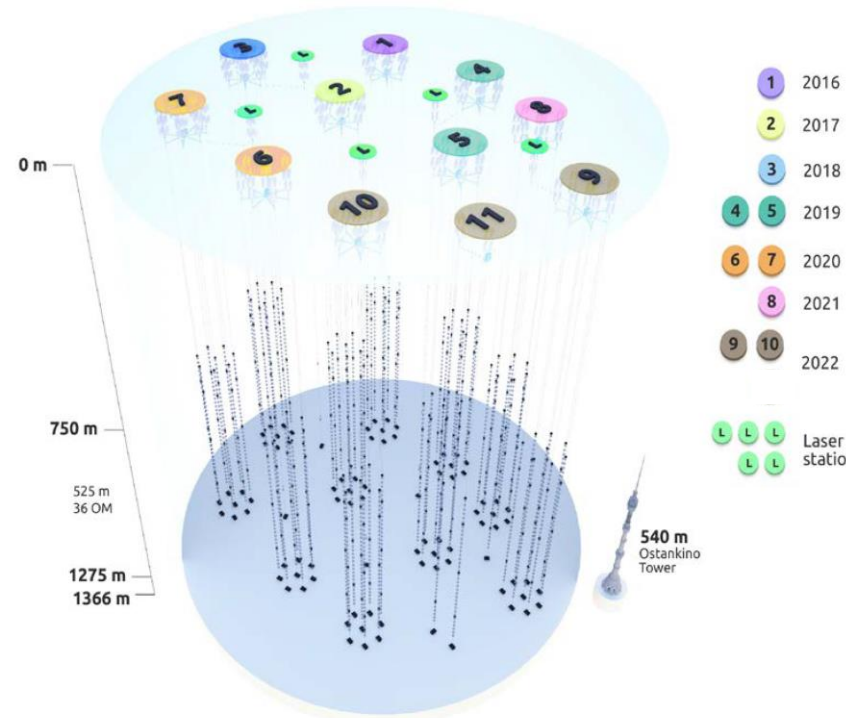 3
L
1
4
7
2
L
L
8
5
L
L
6
9
10
11
0 m
750 m
525 m
36 OM
1275 m
1366 m
540 m
Ostankino
Tower
1 2016
2 2017
3 2018
4 5 2019
6 7 2020
8 2021
9 10 2022
L L L Laser
L L statio